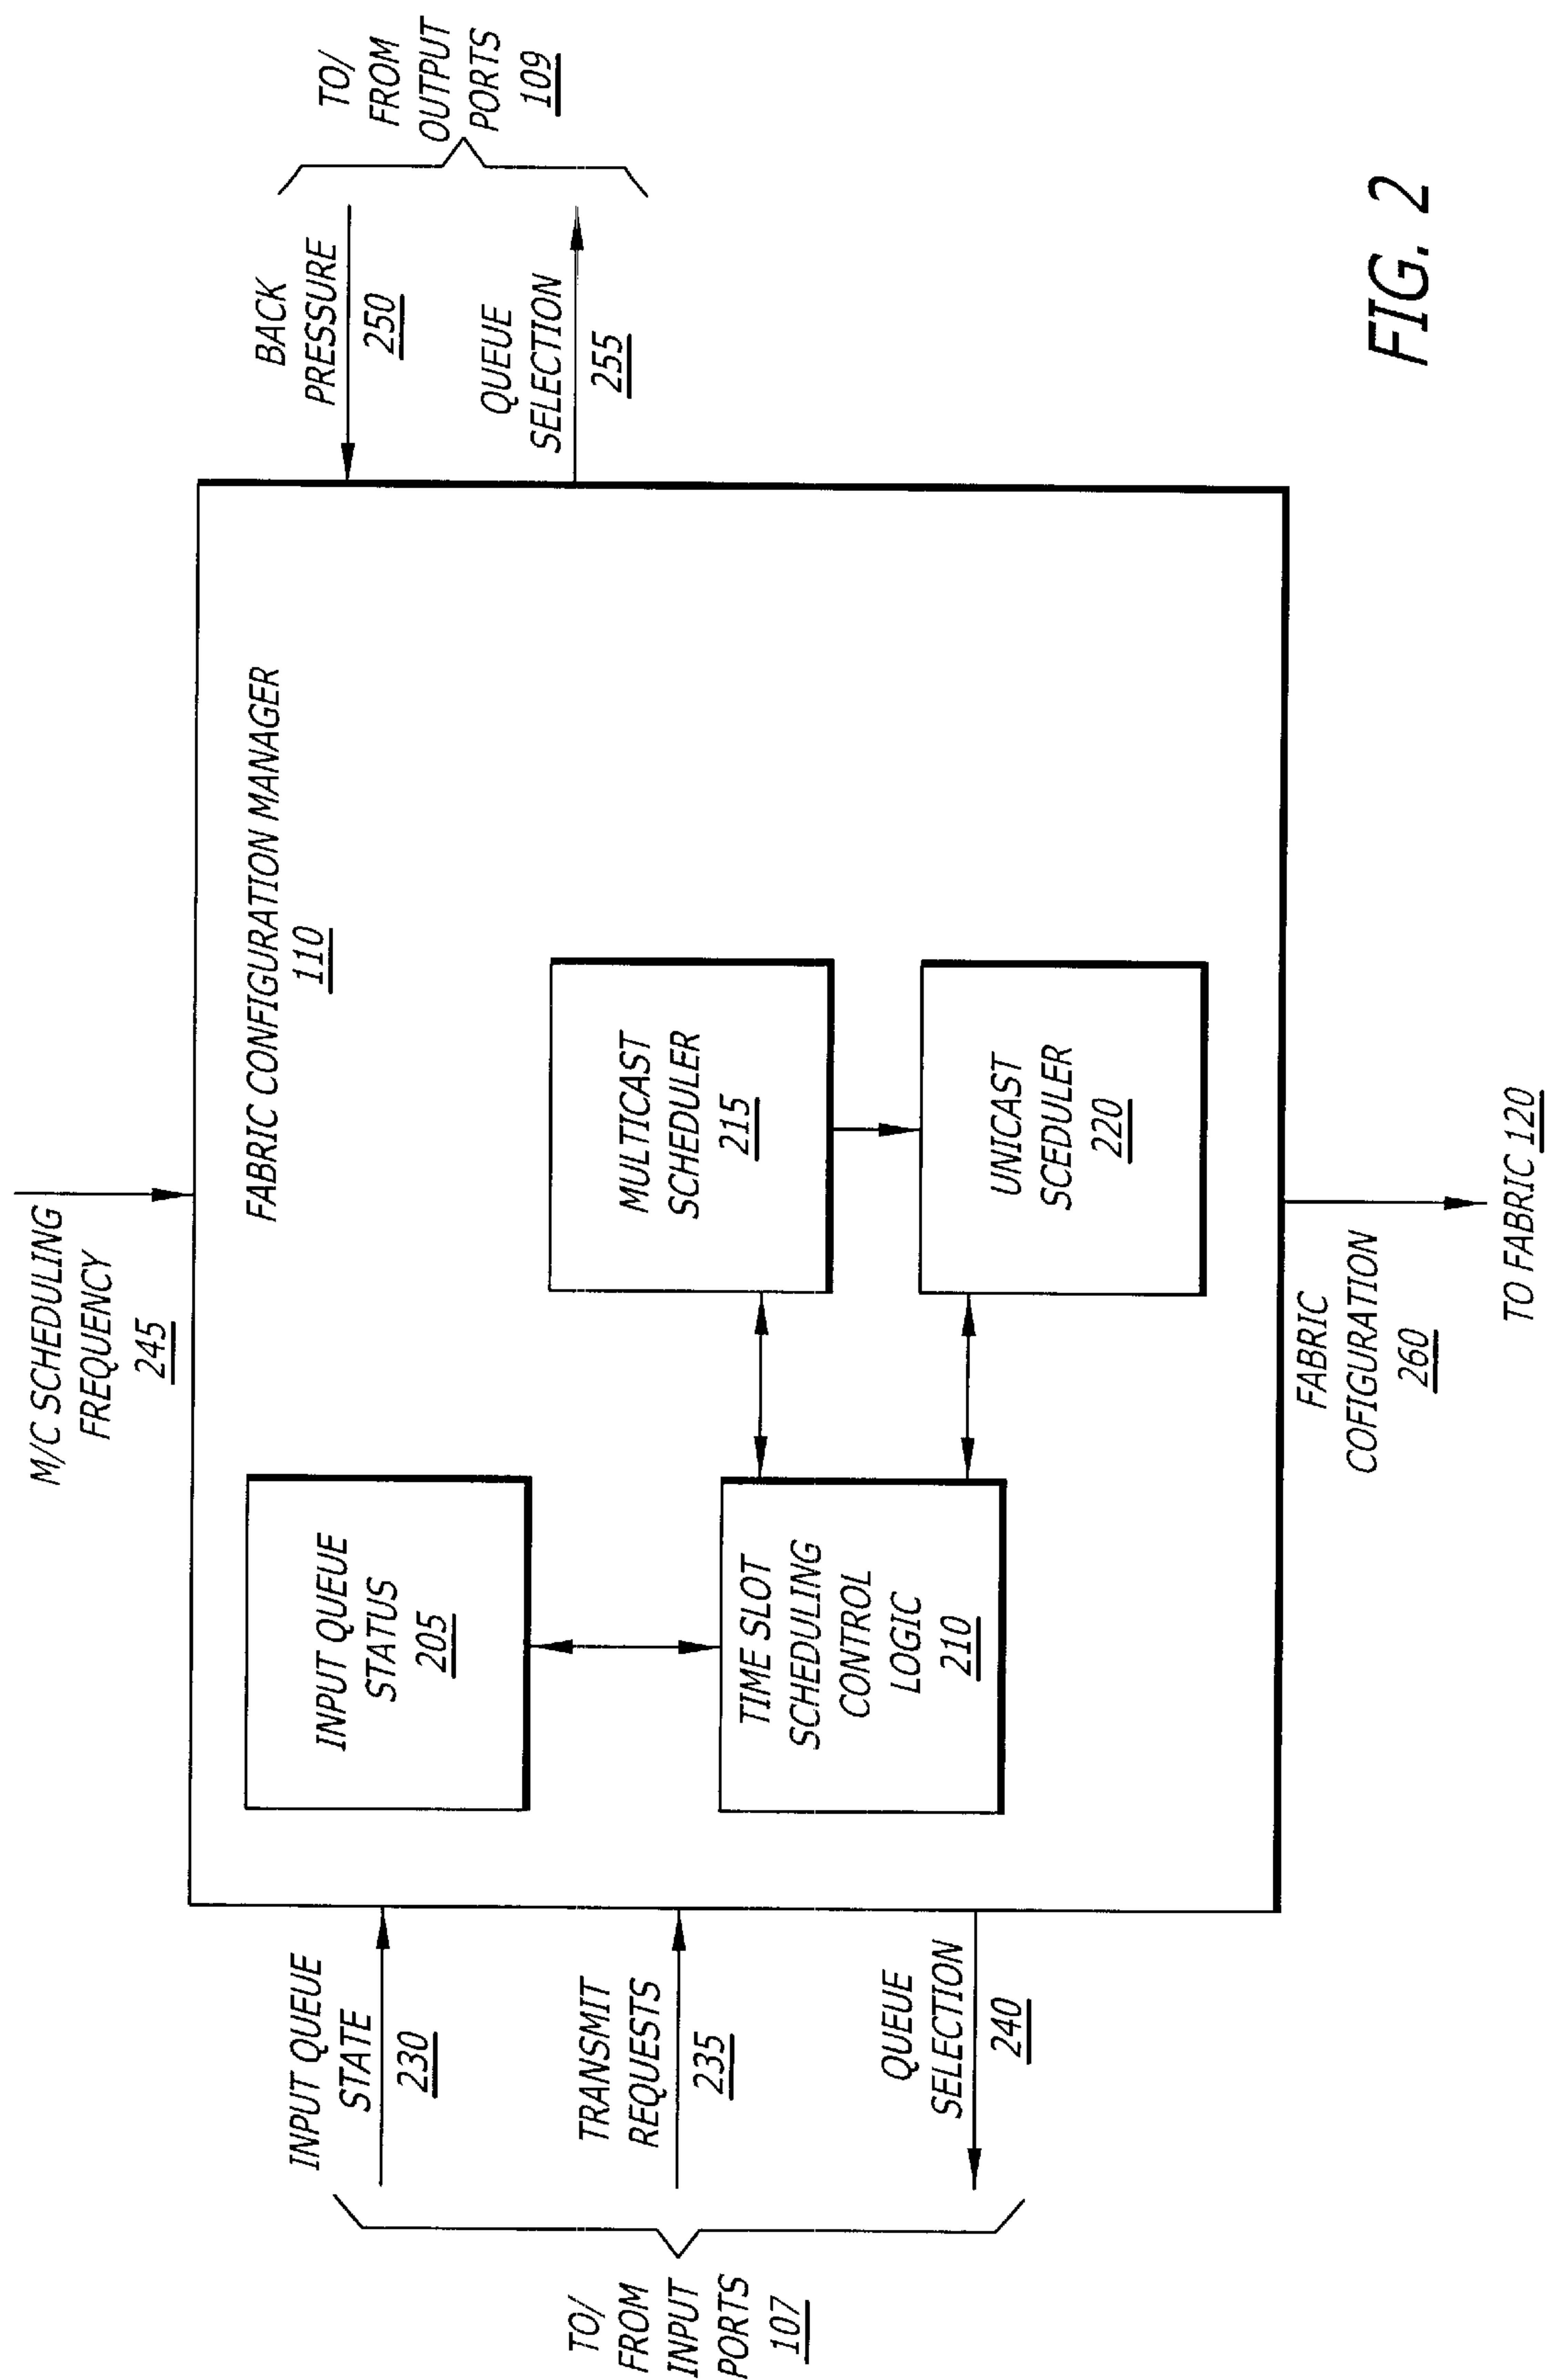 M/C SCHEDULING
FREQUENCY
245
INPUT QUEUE
STATE
230
TRANSMIT
REQUESTS
235
QUEUE
SELECTION
240
TO/
FROM
INPUT
PORTS
107
FABRIC CONFIGURATION MANAGER
110
INPUT QUEUE
STATUS
205
TIME SLOT
SCHEDULING
CONTROL
LOGIC
210
MULTICAST
SCHEDULER
215
UNICAST
SCEDULER
220
BACK
PRESSURE
250
QUEUE
SELECTION
255
TO/
FROM
OUTPUT
PORTS
109
FABRIC
COFIGURATION
260
TO FABRIC 120
FIG. 2